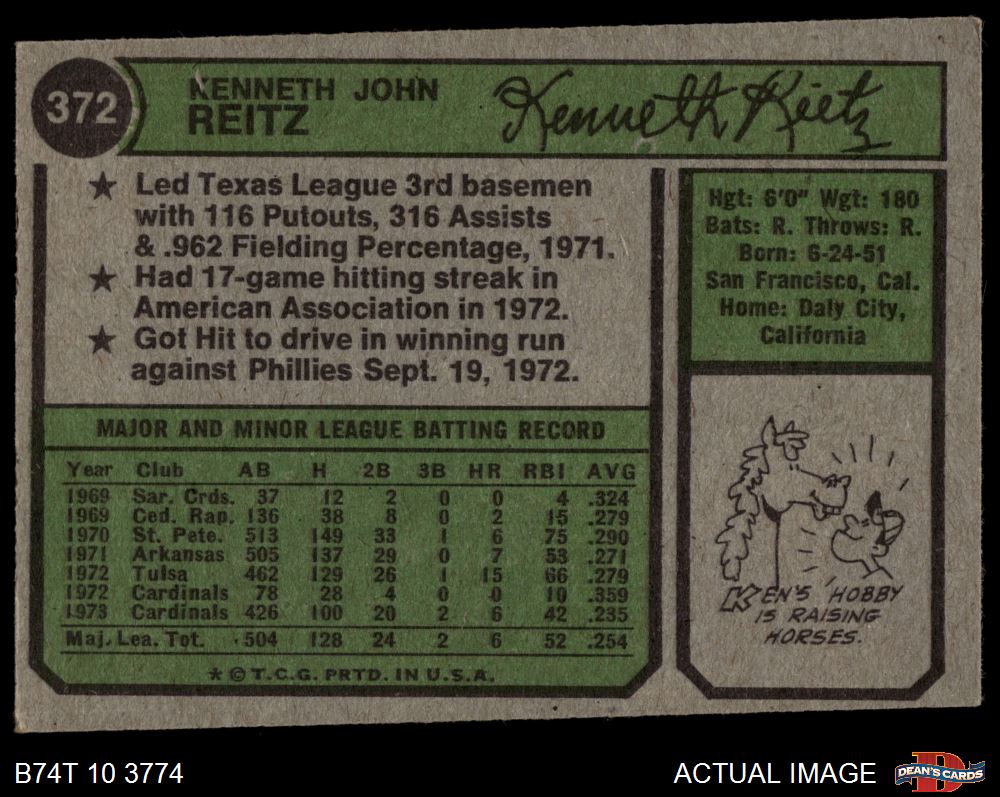 372
KENNETH JOHN
REITZ
Kenneth Reitz
★ Led Texas League 3rd basemen
with 116 Putouts, 316 Assists
& .962 Fielding Percentage, 1971.
★ Had 17-game hitting streak in
American Association in 1972.
★ Got Hit to drive in winning run
against Phillies Sept. 19, 1972.
Hgt: 6'0" Wgt: 180
Bats: R. Throws: R.
Born: 6-24-51
San Francisco, Cal.
Home: Daly City,
California
MAJOR AND MINOR LEAGUE BATTING RECORD
Year Club AB H 2B 3B HR RBI AVG
1969 Sar. Crds. 37 12 2 0 0 4 .324
1969 Ced. Rap. 136 38 8 0 2 15 .279
1970 St. Pete. 513 149 33 1 6 75 .290
1971 Arkansas 505 137 29 0 7 53 .271
1972 Tulsa 462 129 26 1 15 66 .279
1972 Cardinals 78 28 4 0 0 10 .359
1973 Cardinals 426 100 20 2 6 42 .235
Maj. Lea. Tot. 504 128 24 2 6 52 .254
* © T.C.G. PRTD. IN U.S.A.
KEN'S HOBBY
IS RAISING
HORSES.
B74T 10 3774
ACTUAL IMAGE
DEAN'S CARDS